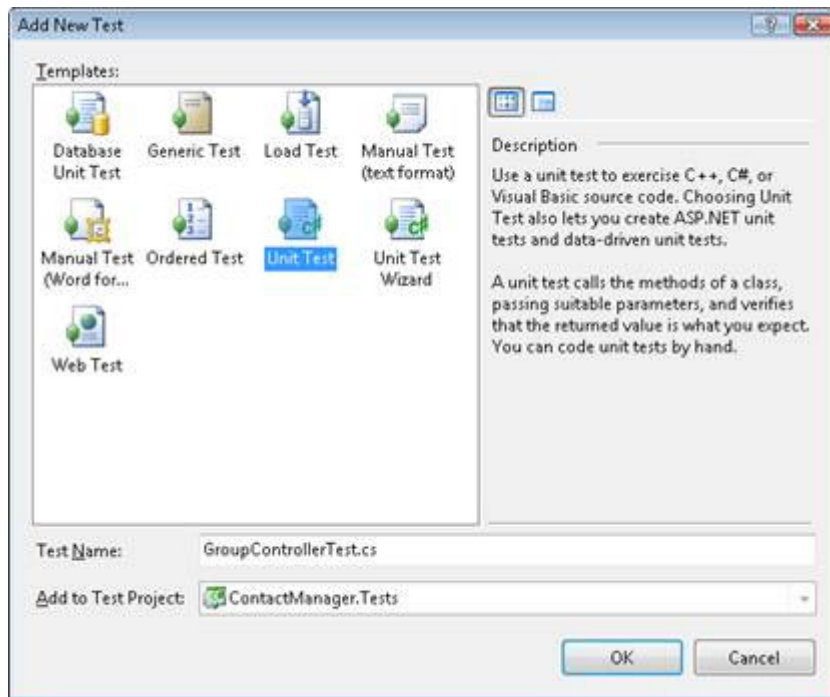 Add New Test
Templates:
Database Unit Test
Generic Test
Load Test
Manual Test (text format)
Manual Test (Word for...
Ordered Test
Unit Test
Unit Test Wizard
Web Test
Description
Use a unit test to exercise C++, C#, or
Visual Basic source code. Choosing Unit
Test also lets you create ASP.NET unit
tests and data-driven unit tests.
A unit test calls the methods of a class,
passing suitable parameters, and verifies
that the returned value is what you expect.
You can code unit tests by hand.
Test Name:
GroupControllerTest.cs
Add to Test Project:
ContactManager.Tests
OK
Cancel